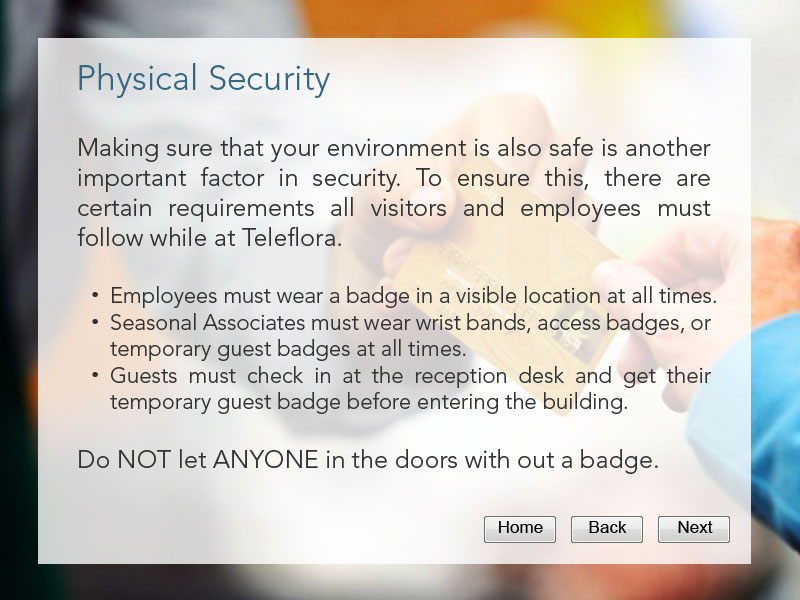 Physical Security
Making sure that your environment is also safe is another
important factor in security. To ensure this, there are
certain requirements all visitors and employees must
follow while at Teleflora.
• Employees must wear a badge in a visible location at all times.
• Seasonal Associates must wear wrist bands, access badges, or
temporary guest badges at all times.
• Guests must check in at the reception desk and get their
temporary guest badge before entering the building.
Do NOT let ANYONE in the doors with out a badge.
Home Back Next